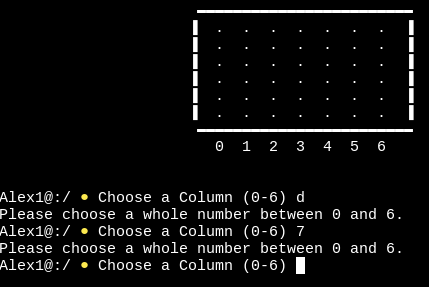 . . . . . . .
. . . . . . .
. . . . . . .
. . . . . . .
. . . . . . .
. . . . . . .
0 1 2 3 4 5 6
Alex1@:/ ● Choose a Column (0-6) d
Please choose a whole number between 0 and 6.
Alex1@:/ ● Choose a Column (0-6) 7
Please choose a whole number between 0 and 6.
Alex1@:/ ● Choose a Column (0-6)